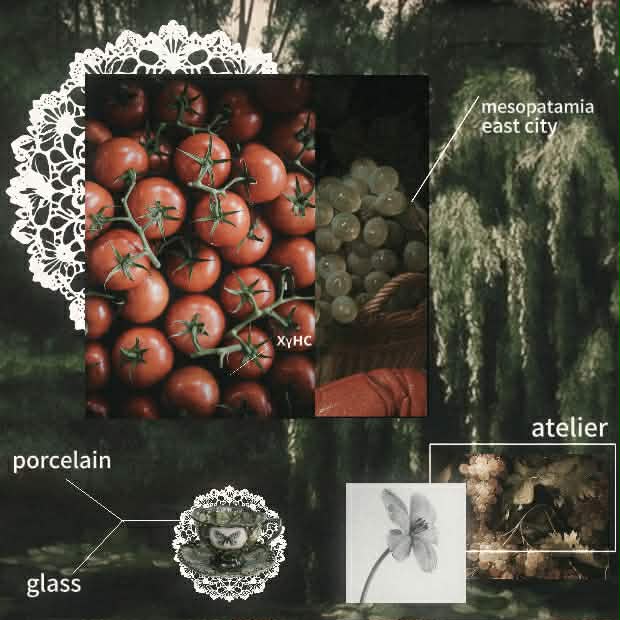 mesopatamia
east city
XγHC
atelier
porcelain
glass